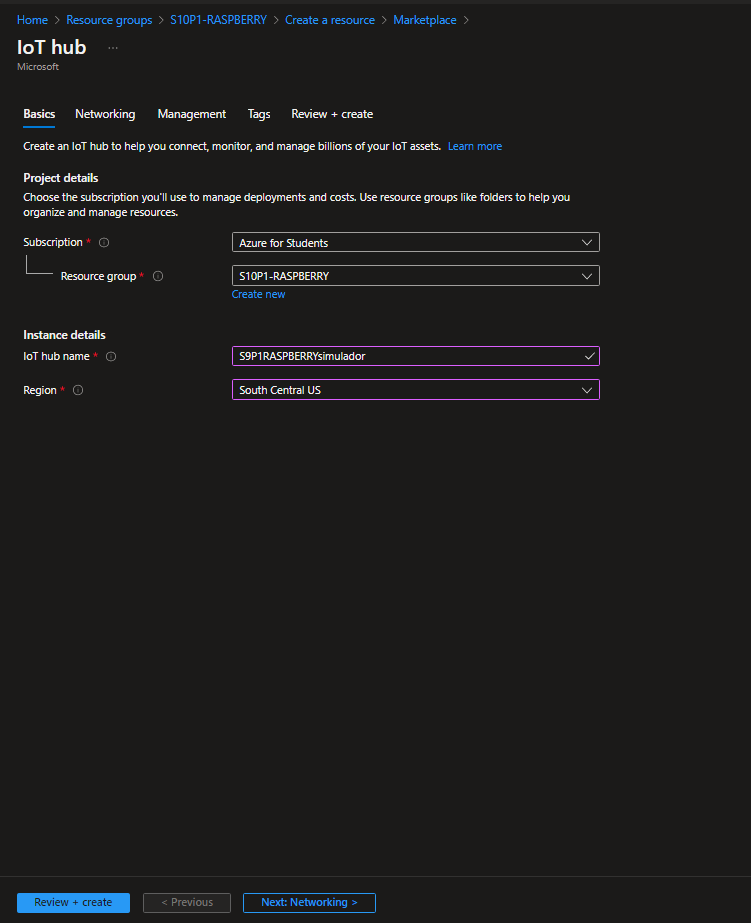 Home > Resource groups > S10P1-RASPBERRY > Create a resource > Marketplace >
IoT hub ...
Microsoft
Basics Networking Management Tags Review + create
Create an IoT hub to help you connect, monitor, and manage billions of your IoT assets. Learn more
Project details
Choose the subscription you'll use to manage deployments and costs. Use resource groups like folders to help you
organize and manage resources.
Subscription * Azure for Students
Resource group * S10P1-RASPBERRY
Create new
Instance details
IoT hub name * S9P1RASPBERRYsimulador
Region * South Central US
Review + create < Previous Next: Networking >